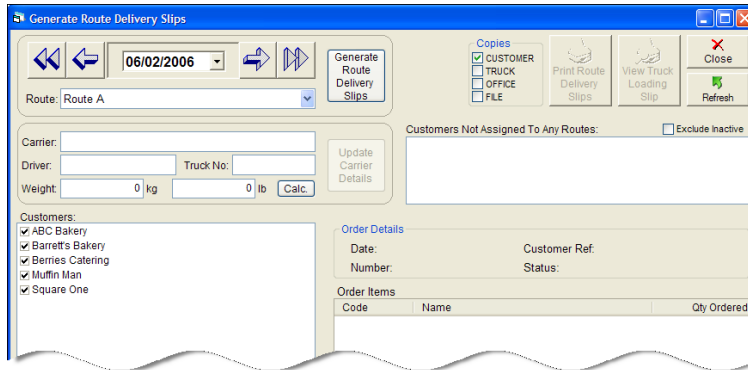 Generate Route Delivery Slips
06/02/2006
Generate
Route
Delivery
Slips
Route: Route A
Copies
CUSTOMER
TRUCK
OFFICE
FILE
Print Route
Delivery
Slips
View Truck
Loading
Slip
Close
Refresh
Carrier:
Driver:
Truck No:
Weight: 0 kg 0 lb Calc.
Update
Carrier
Details
Customers Not Assigned To Any Routes:
Exclude Inactive
Customers:
ABC Bakery
Barrett's Bakery
Berries Catering
Muffin Man
Square One
Order Details
Date: Customer Ref:
Number: Status:
Order Items
Code Name Qty Ordered